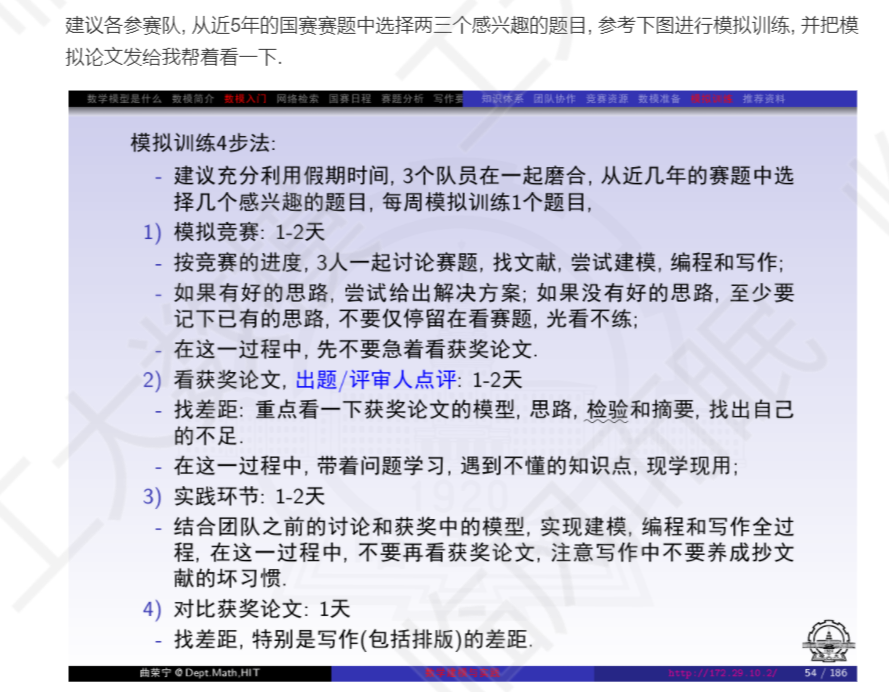 建议各参赛队, 从近5年的国赛赛题中选择两三个感兴趣的题目, 参考下图进行模拟训练, 并把模
拟论文发给我帮着看一下.
数学模型是什么 数模简介 数模入门 网络检索 国赛日程 赛题分析 写作要 知识体系 团队协作 竞赛资源 数模准备 推荐资料
模拟训练4步法:
- 建议充分利用假期时间, 3个队员在一起磨合, 从近几年的赛题中选
择几个感兴趣的题目, 每周模拟训练1个题目,
1) 模拟竞赛: 1-2天
- 按竞赛的进度, 3人一起讨论赛题, 找文献, 尝试建模, 编程和写作;
- 如果有好的思路, 尝试给出解决方案; 如果没有好的思路, 至少要
记下已有的思路, 不要仅停留在看赛题, 光看不练;
- 在这一过程中, 先不要急着看获奖论文.
2) 看获奖论文, 出题/评审人点评: 1-2天
- 找差距: 重点看一下获奖论文的模型, 思路, 检验和摘要, 找出自己
的不足.
- 在这一过程中, 带着问题学习, 遇到不懂的知识点, 现学现用;
3) 实践环节: 1-2天
- 结合团队之前的讨论和获奖中的模型, 实现建模, 编程和写作全过
程, 在这一过程中, 不要再看获奖论文, 注意写作中不要养成抄文
献的坏习惯.
4) 对比获奖论文: 1天
- 找差距, 特别是写作(包括排版)的差距.
1920
曲荣宁 @ Dept.Math,HIT
http://172.29.10.2/ 54 / 186